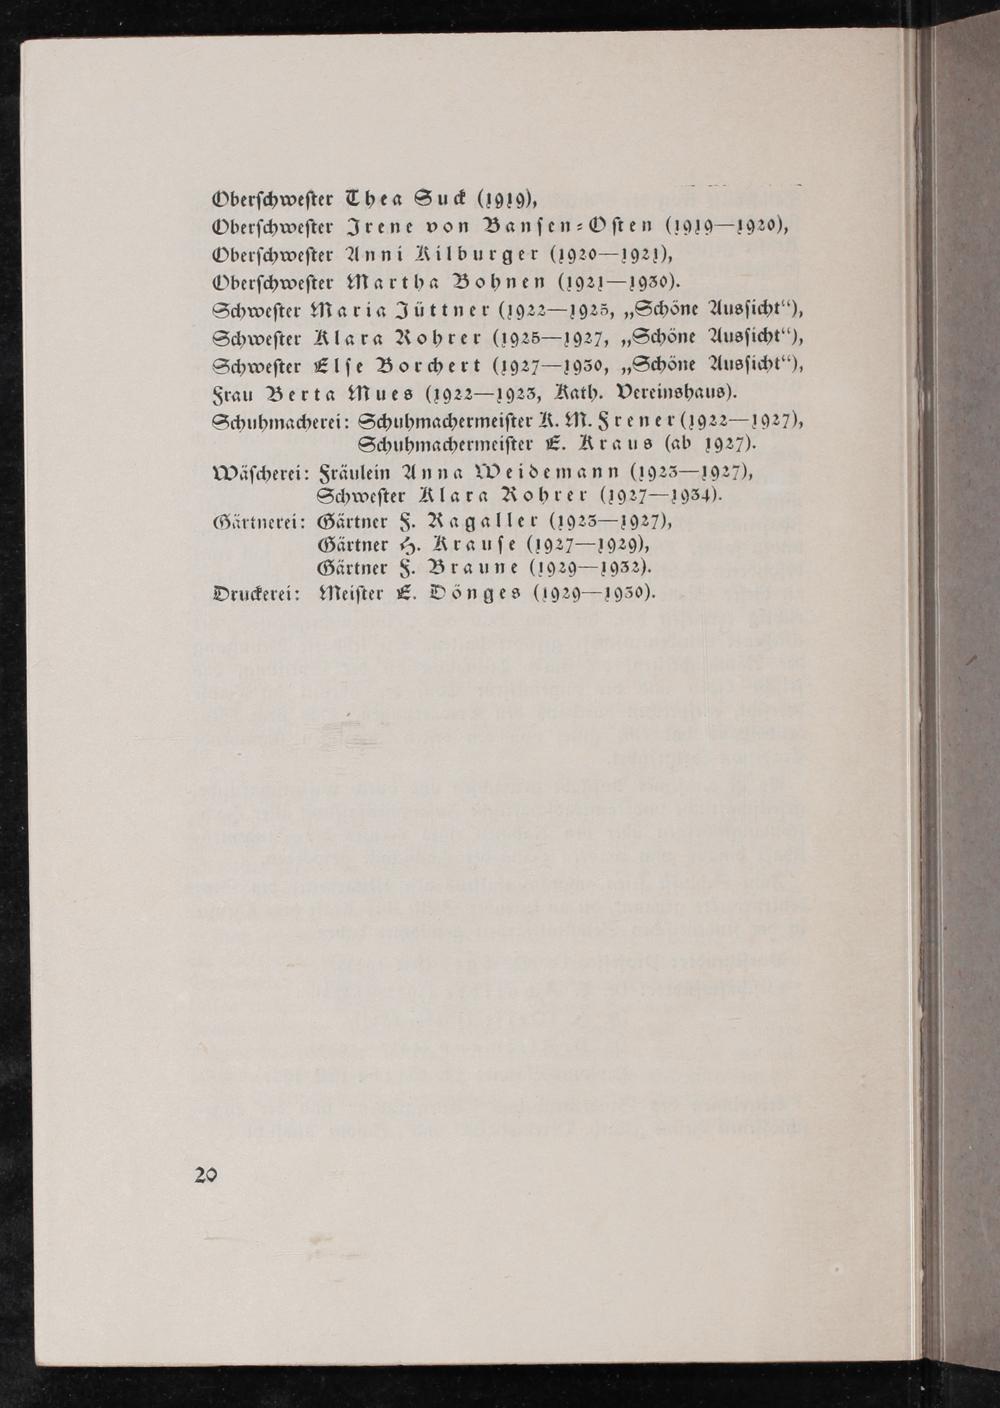 Oberschwester Thea Suck (1919),
Oberschwester Irene von Bansen-Osten (1919—1920),
Oberschwester Anni Kilburger (1920—1921),
Oberschwester Martha Bohnen (1921—1930).
Schwester Maria Jüttner (1922—1925, „Schöne Aussicht“),
Schwester Klara Rohrer (1925—1927, „Schöne Aussicht“),
Schwester Else Borchert (1927—1930, „Schöne Aussicht“),
Frau Berta Mues (1922—1923, Kath. Vereinshaus).
Schuhmacherei: Schuhmachermeister K. M. Frener (1922—1927),
Schuhmachermeister E. Kraus (ab 1927).
Wäscherei: Fräulein Anna Weidemann (1923—1927),
Schwester Klara Rohrer (1927—1934).
Gärtnerei: Gärtner F. Ragaller (1923—1927),
Gärtner H. Krause (1927—1929),
Gärtner F. Braune (1929—1932).
Druckerei: Meister E. Dönges (1929—1930).
20